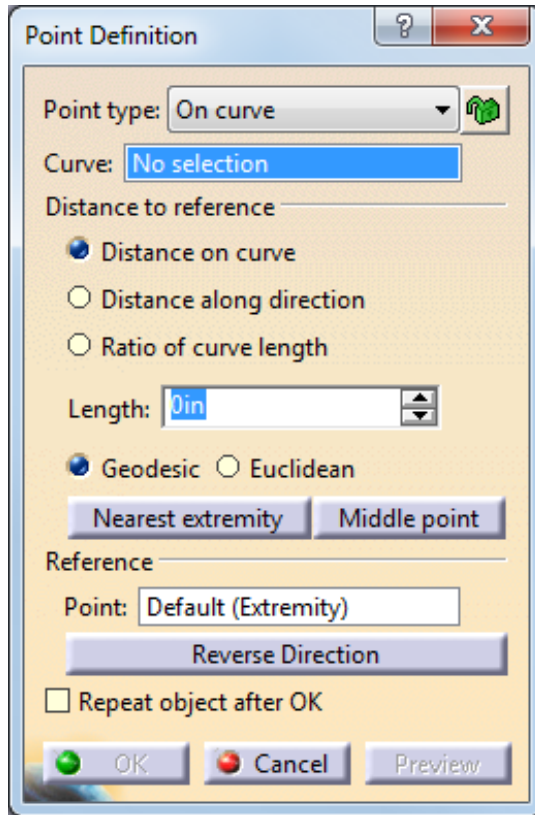 Point Definition ? X
Point type: On curve
Curve: No selection
Distance to reference
Distance on curve
Distance along direction
Ratio of curve length
Length: 0in
Geodesic Euclidean
Nearest extremity Middle point
Reference
Point: Default (Extremity)
Reverse Direction
Repeat object after OK
OK Cancel Preview